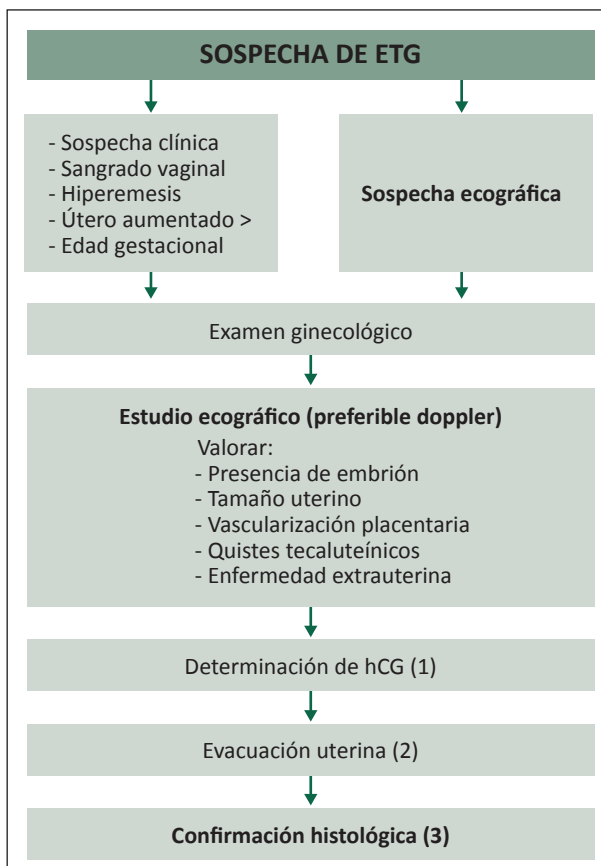 SOSPECHA DE ETG
- Sospecha clínica
- Sangrado vaginal
- Hiperemesis
- Útero aumentado >
- Edad gestacional
Sospecha ecográfica
Examen ginecológico
Estudio ecográfico (preferible doppler)
Valorar:
- Presencia de embrión
- Tamaño uterino
- Vascularización placentaria
- Quistes tecaluteínicos
- Enfermedad extrauterina
Determinación de hCG (1)
Evacuación uterina (2)
Confirmación histológica (3)